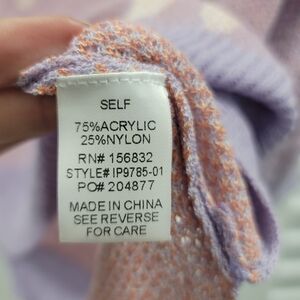 SELF
75%ACRYLIC
25%NYLON
RN# 156832
STYLE# IP9785-01
PO# 204877
MADE IN CHINA
SEE REVERSE
FOR CARE